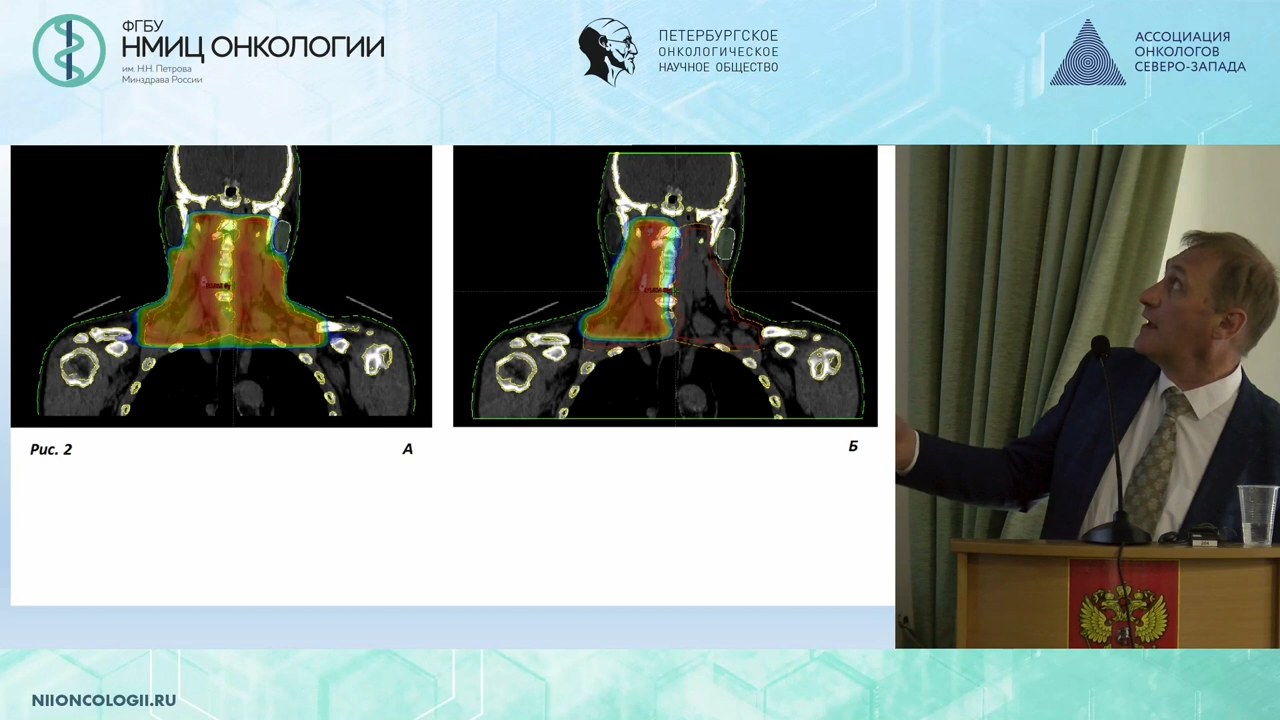 ФГБУ
НМИЦ ОНКОЛОГИИ
им. Н.Н. Петрова
Минздрава России
ПЕТЕРБУРГСКОЕ
ОНКОЛОГИЧЕСКОЕ
НАУЧНОЕ ОБЩЕСТВО
АССОЦИАЦИЯ
ОНКОЛОГОВ
СЕВЕРО-ЗАПАДА
Рис. 2
А
Б
NIIONCOLOGII.RU